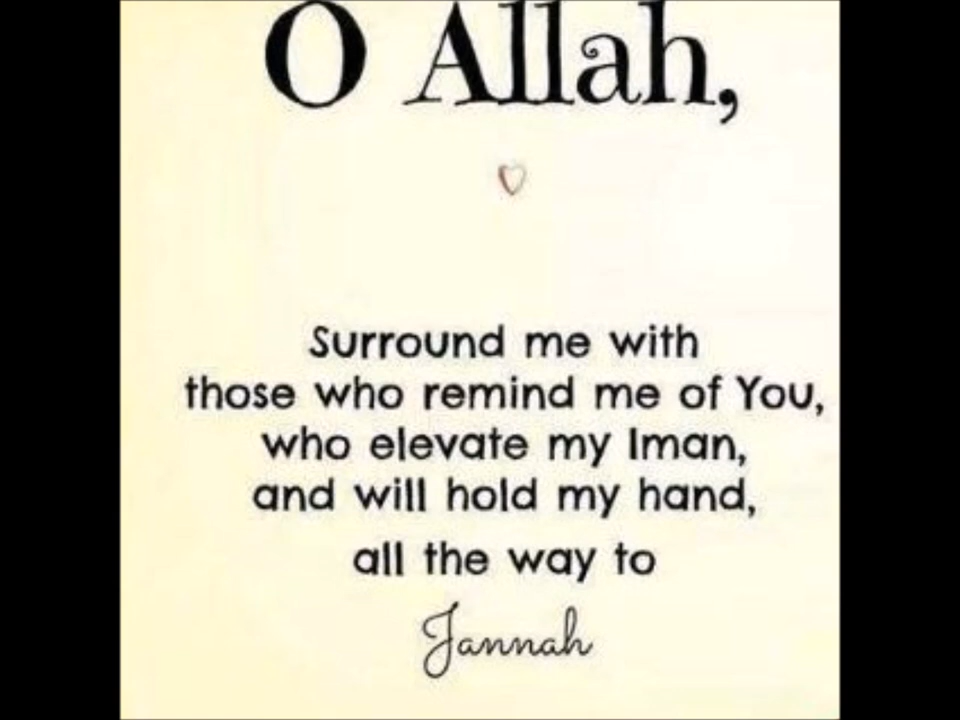 O Allah,
Surround me with
those who remind me of You,
who elevate my Iman,
and will hold my hand,
all the way to
Jannah